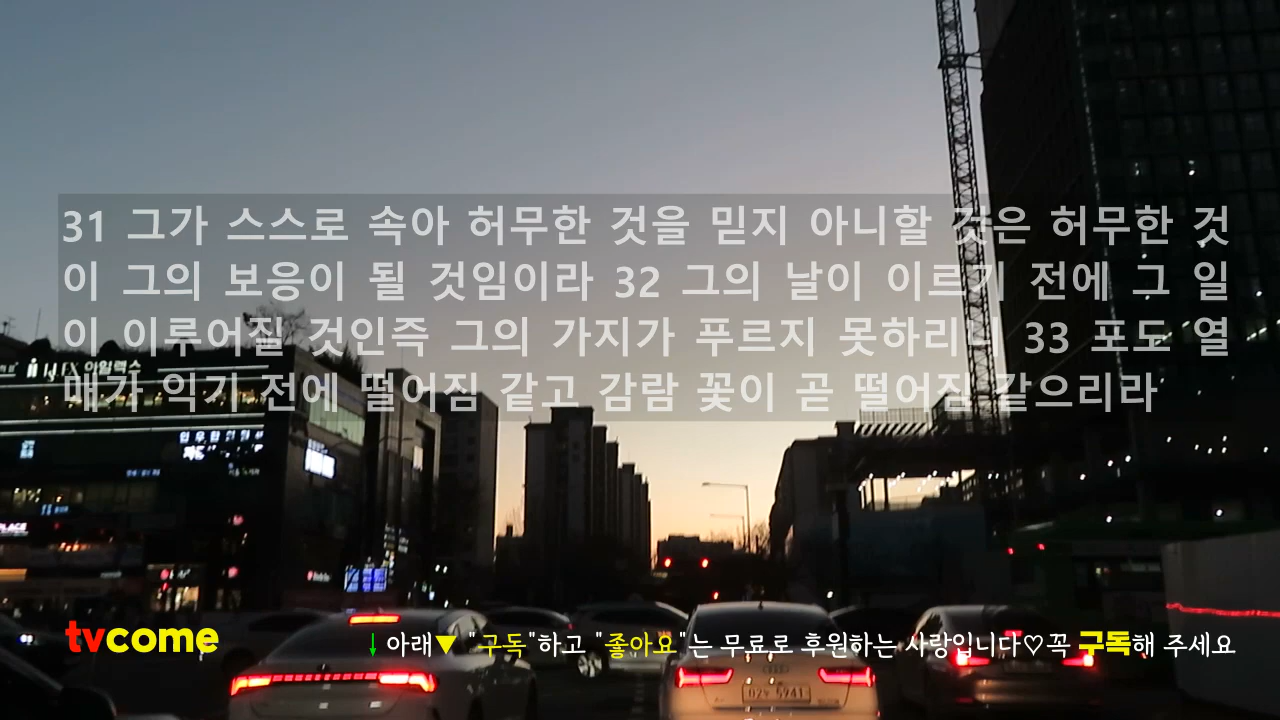 31 그가 스스로 속아 허무한 것을 믿지 아니할 것은 허무한 것
이 그의 보응이 될 것임이라 32 그의 날이 이르기 전에 그 일
이 이루어질 것인즉 그의 가지가 푸르지 못하리니 33 포도 열
매가 익기 전에 떨어짐 같고 감람 꽃이 곧 떨어짐 같으리라
아일렉스
PLACE
tvcome
↓아래▼ "구독"하고 "좋아요"는 무료로 후원하는 사랑입니다♡꼭 구독해 주세요